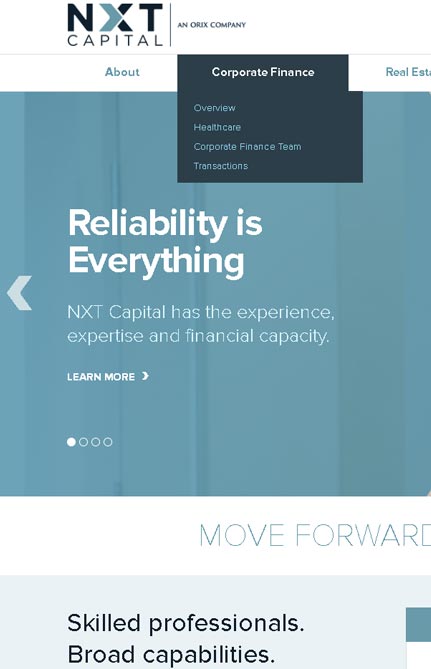 NXT
CAPITAL
AN ORIX COMPANY
About
Corporate Finance
Real Esta
Overview
Healthcare
Corporate Finance Team
Transactions
Reliability is
Everything
NXT Capital has the experience,
expertise and financial capacity.
LEARN MORE
MOVE FORWARD
Skilled professionals.
Broad capabilities.